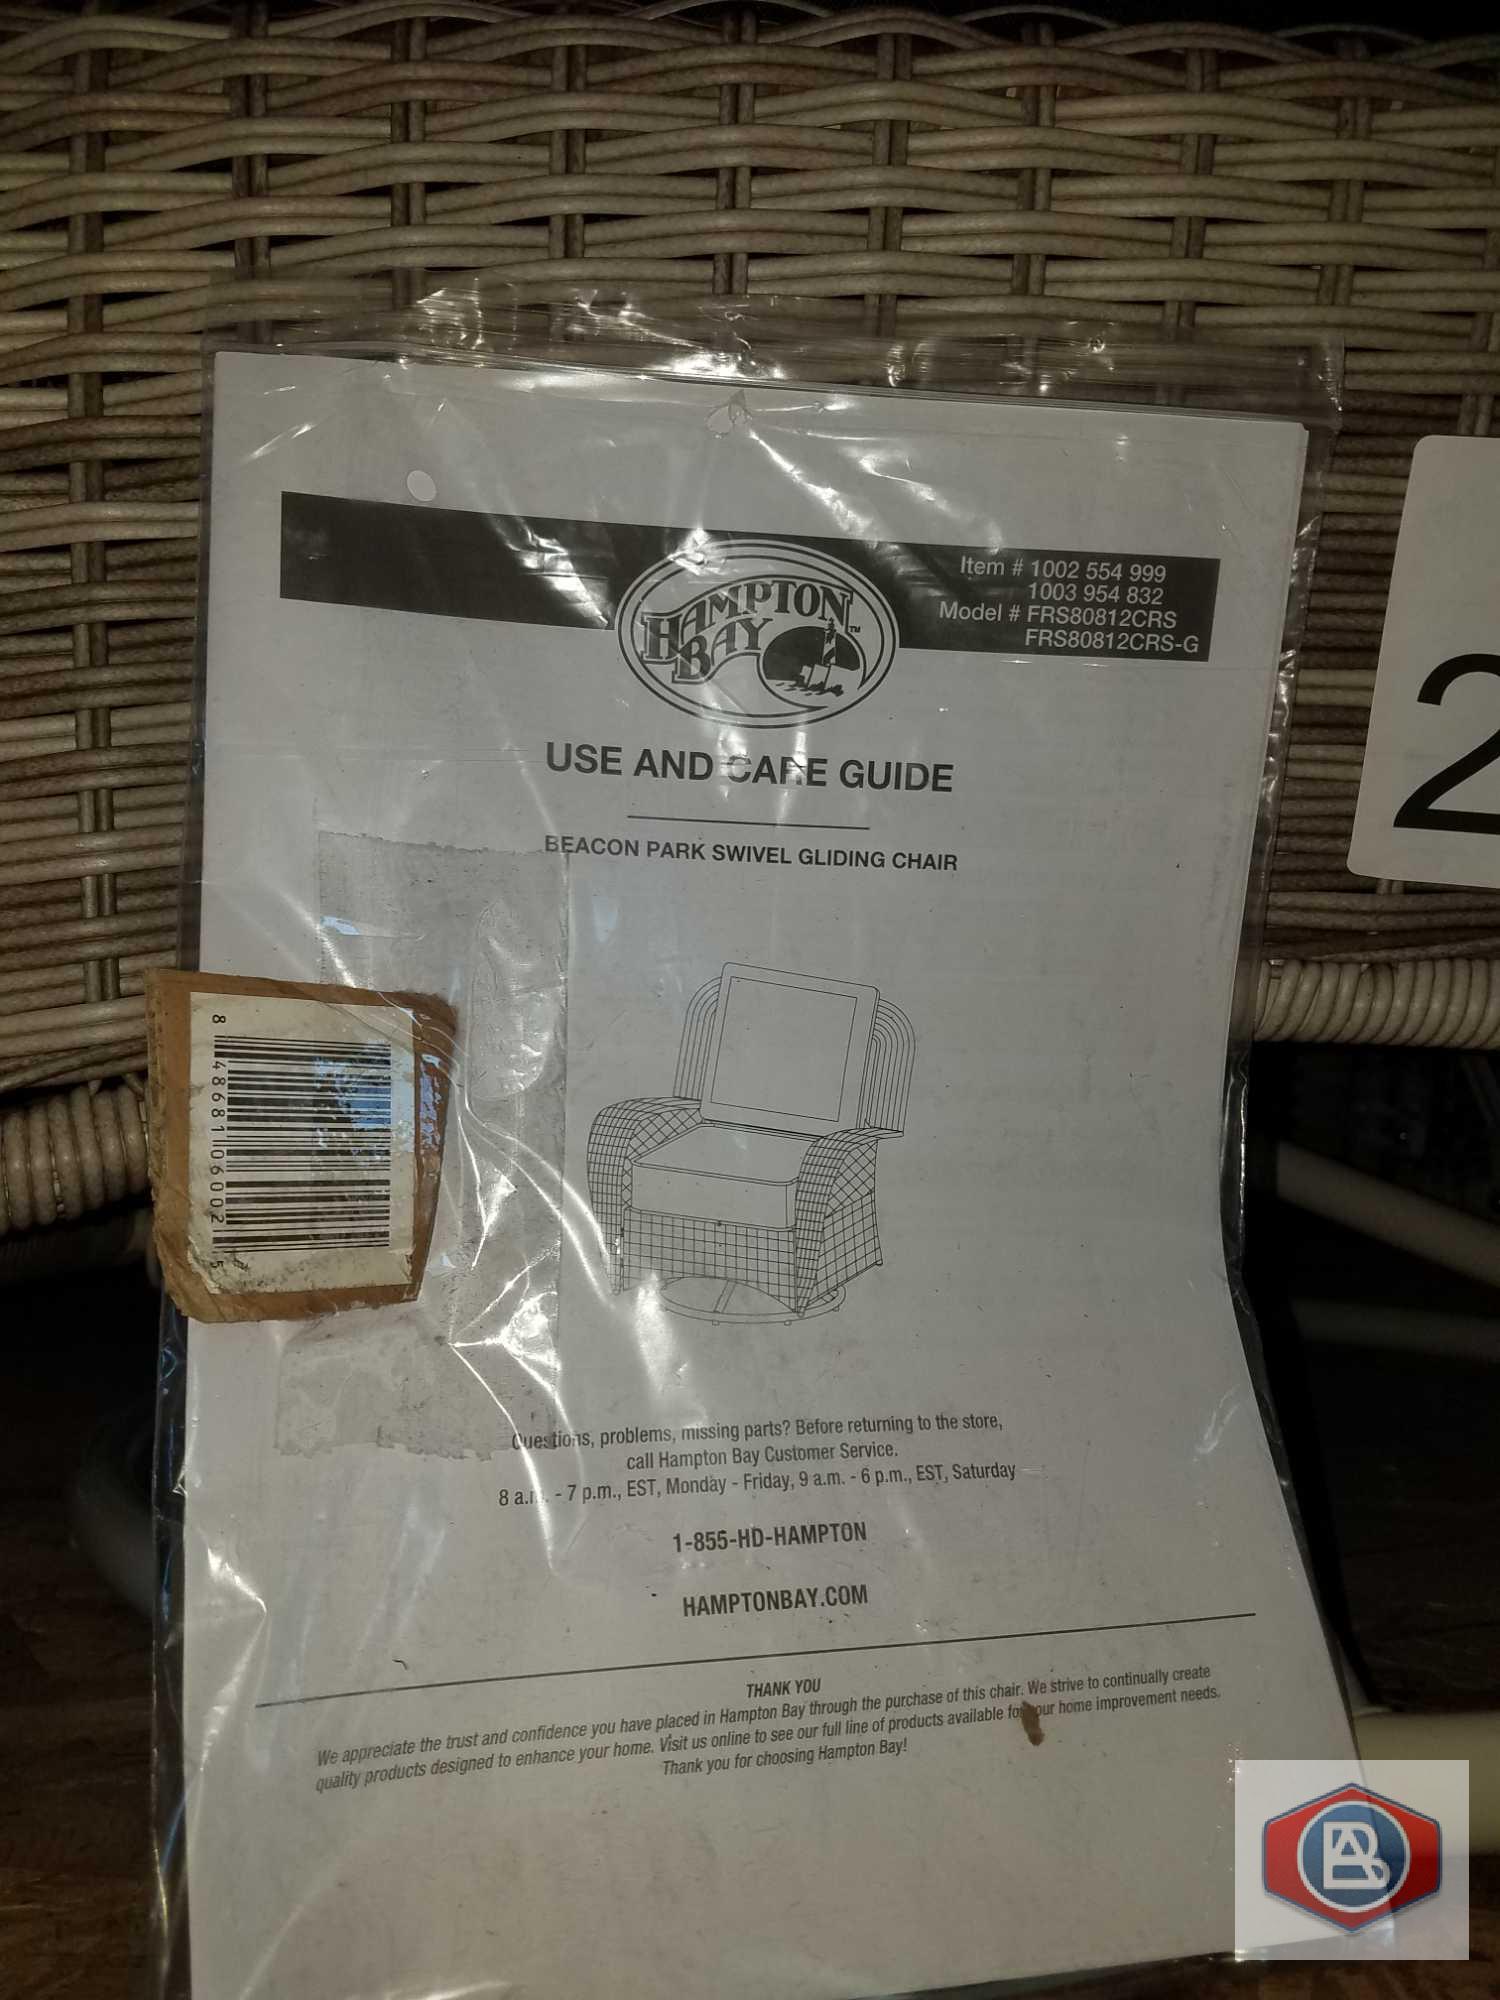 Item # 1002 554 999
1003 954 832
Model # FRS80812CRS
FRS80812CRS-G
HAMPTON
BAY
TM
USE AND CARE GUIDE
BEACON PARK SWIVEL GLIDING CHAIR
2
8 48681 06002 5
Questions, problems, missing parts? Before returning to the store,
call Hampton Bay Customer Service.
8 a.m. - 7 p.m., EST, Monday - Friday, 9 a.m. - 6 p.m., EST, Saturday
1-855-HD-HAMPTON
HAMPTONBAY.COM
THANK YOU
We appreciate the trust and confidence you have placed in Hampton Bay through the purchase of this chair. We strive to continually create
quality products designed to enhance your home. Visit us online to see our full line of products available for your home improvement needs.
Thank you for choosing Hampton Bay!